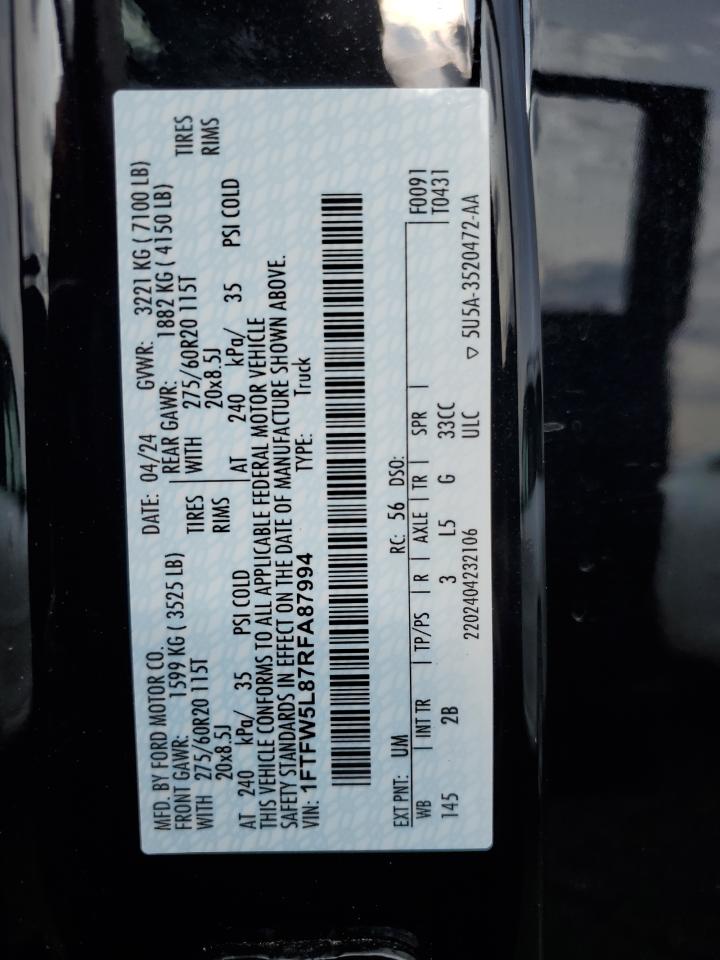 MFD. BY FORD MOTOR CO. DATE: 04/24 GVWR: 3221 KG ( 7100 LB)
FRONT GAWR: 1599 KG ( 3525 LB) REAR GAWR: 1882 KG ( 4150 LB)
WITH 275/60R20 115T TIRES WITH 275/60R20 115T TIRES
20x8.5J RIMS 20x8.5J RIMS
AT 240 kPa/ 35 PSI COLD AT 240 kPa/ 35 PSI COLD
THIS VEHICLE CONFORMS TO ALL APPLICABLE FEDERAL MOTOR VEHICLE
SAFETY STANDARDS IN EFFECT ON THE DATE OF MANUFACTURE SHOWN ABOVE.
VIN: 1FTFW5L87RFA87994 TYPE: Truck
EXT PNT: UM RC: 56 DSO: F0091
WB INT TR TP/PS R AXLE TR SPR T0431
145 2B 3 L5 G 33CC
2202404232106 ULC ▽ 5U5A-3520472-AA